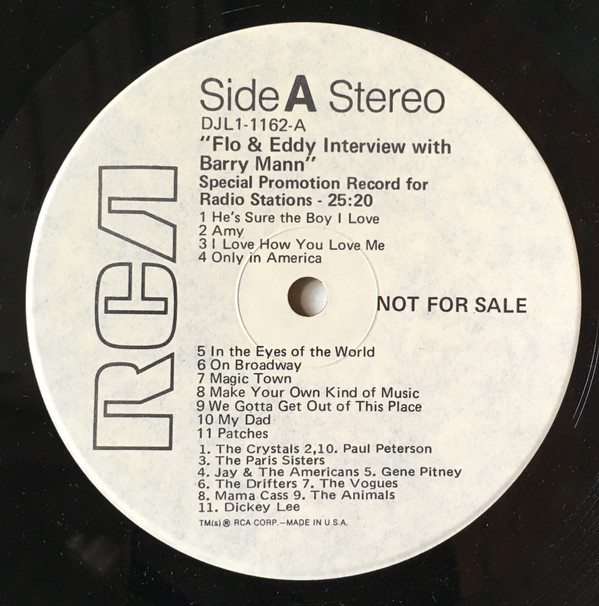 Side A Stereo
DJL1-1162-A
"Flo & Eddy Interview with
Barry Mann"
Special Promotion Record for
Radio Stations - 25:20
1 He's Sure the Boy I Love
2 Amy
3 I Love How You Love Me
4 Only in America
RCA
NOT FOR SALE
5 In the Eyes of the World
6 On Broadway
7 Magic Town
8 Make Your Own Kind of Music
9 We Gotta Get Out of This Place
10 My Dad
11 Patches
1. The Crystals 2,10. Paul Peterson
3. The Paris Sisters
4. Jay & The Americans 5. Gene Pitney
6. The Drifters 7. The Vogues
8. Mama Cass 9. The Animals
11. Dickey Lee
TM(s) ® RCA CORP.—MADE IN U.S.A.